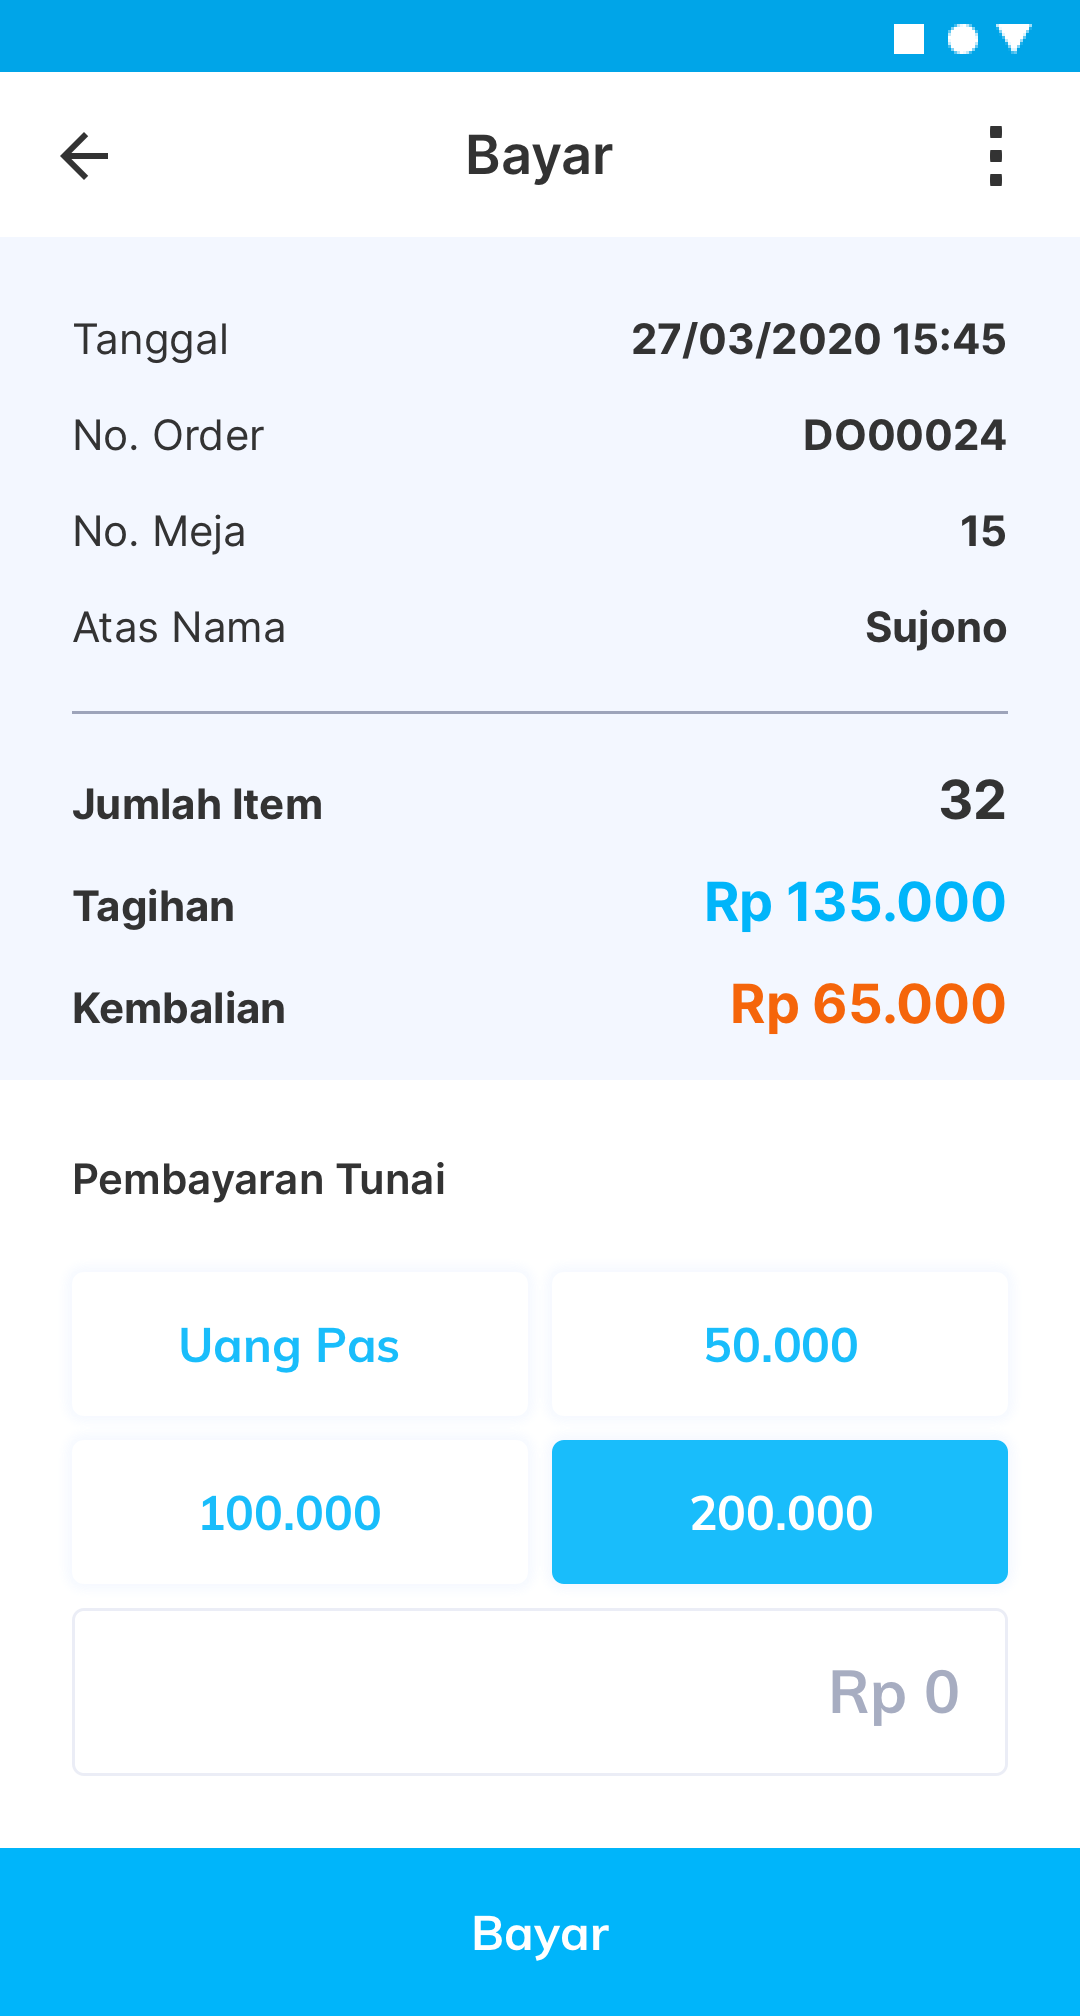 Bayar
Tanggal 27/03/2020 15:45
No. Order DO00024
No. Meja 15
Atas Nama Sujono
Jumlah Item 32
Tagihan Rp 135.000
Kembalian Rp 65.000
Pembayaran Tunai
Uang Pas 50.000
100.000 200.000
Rp 0
Bayar